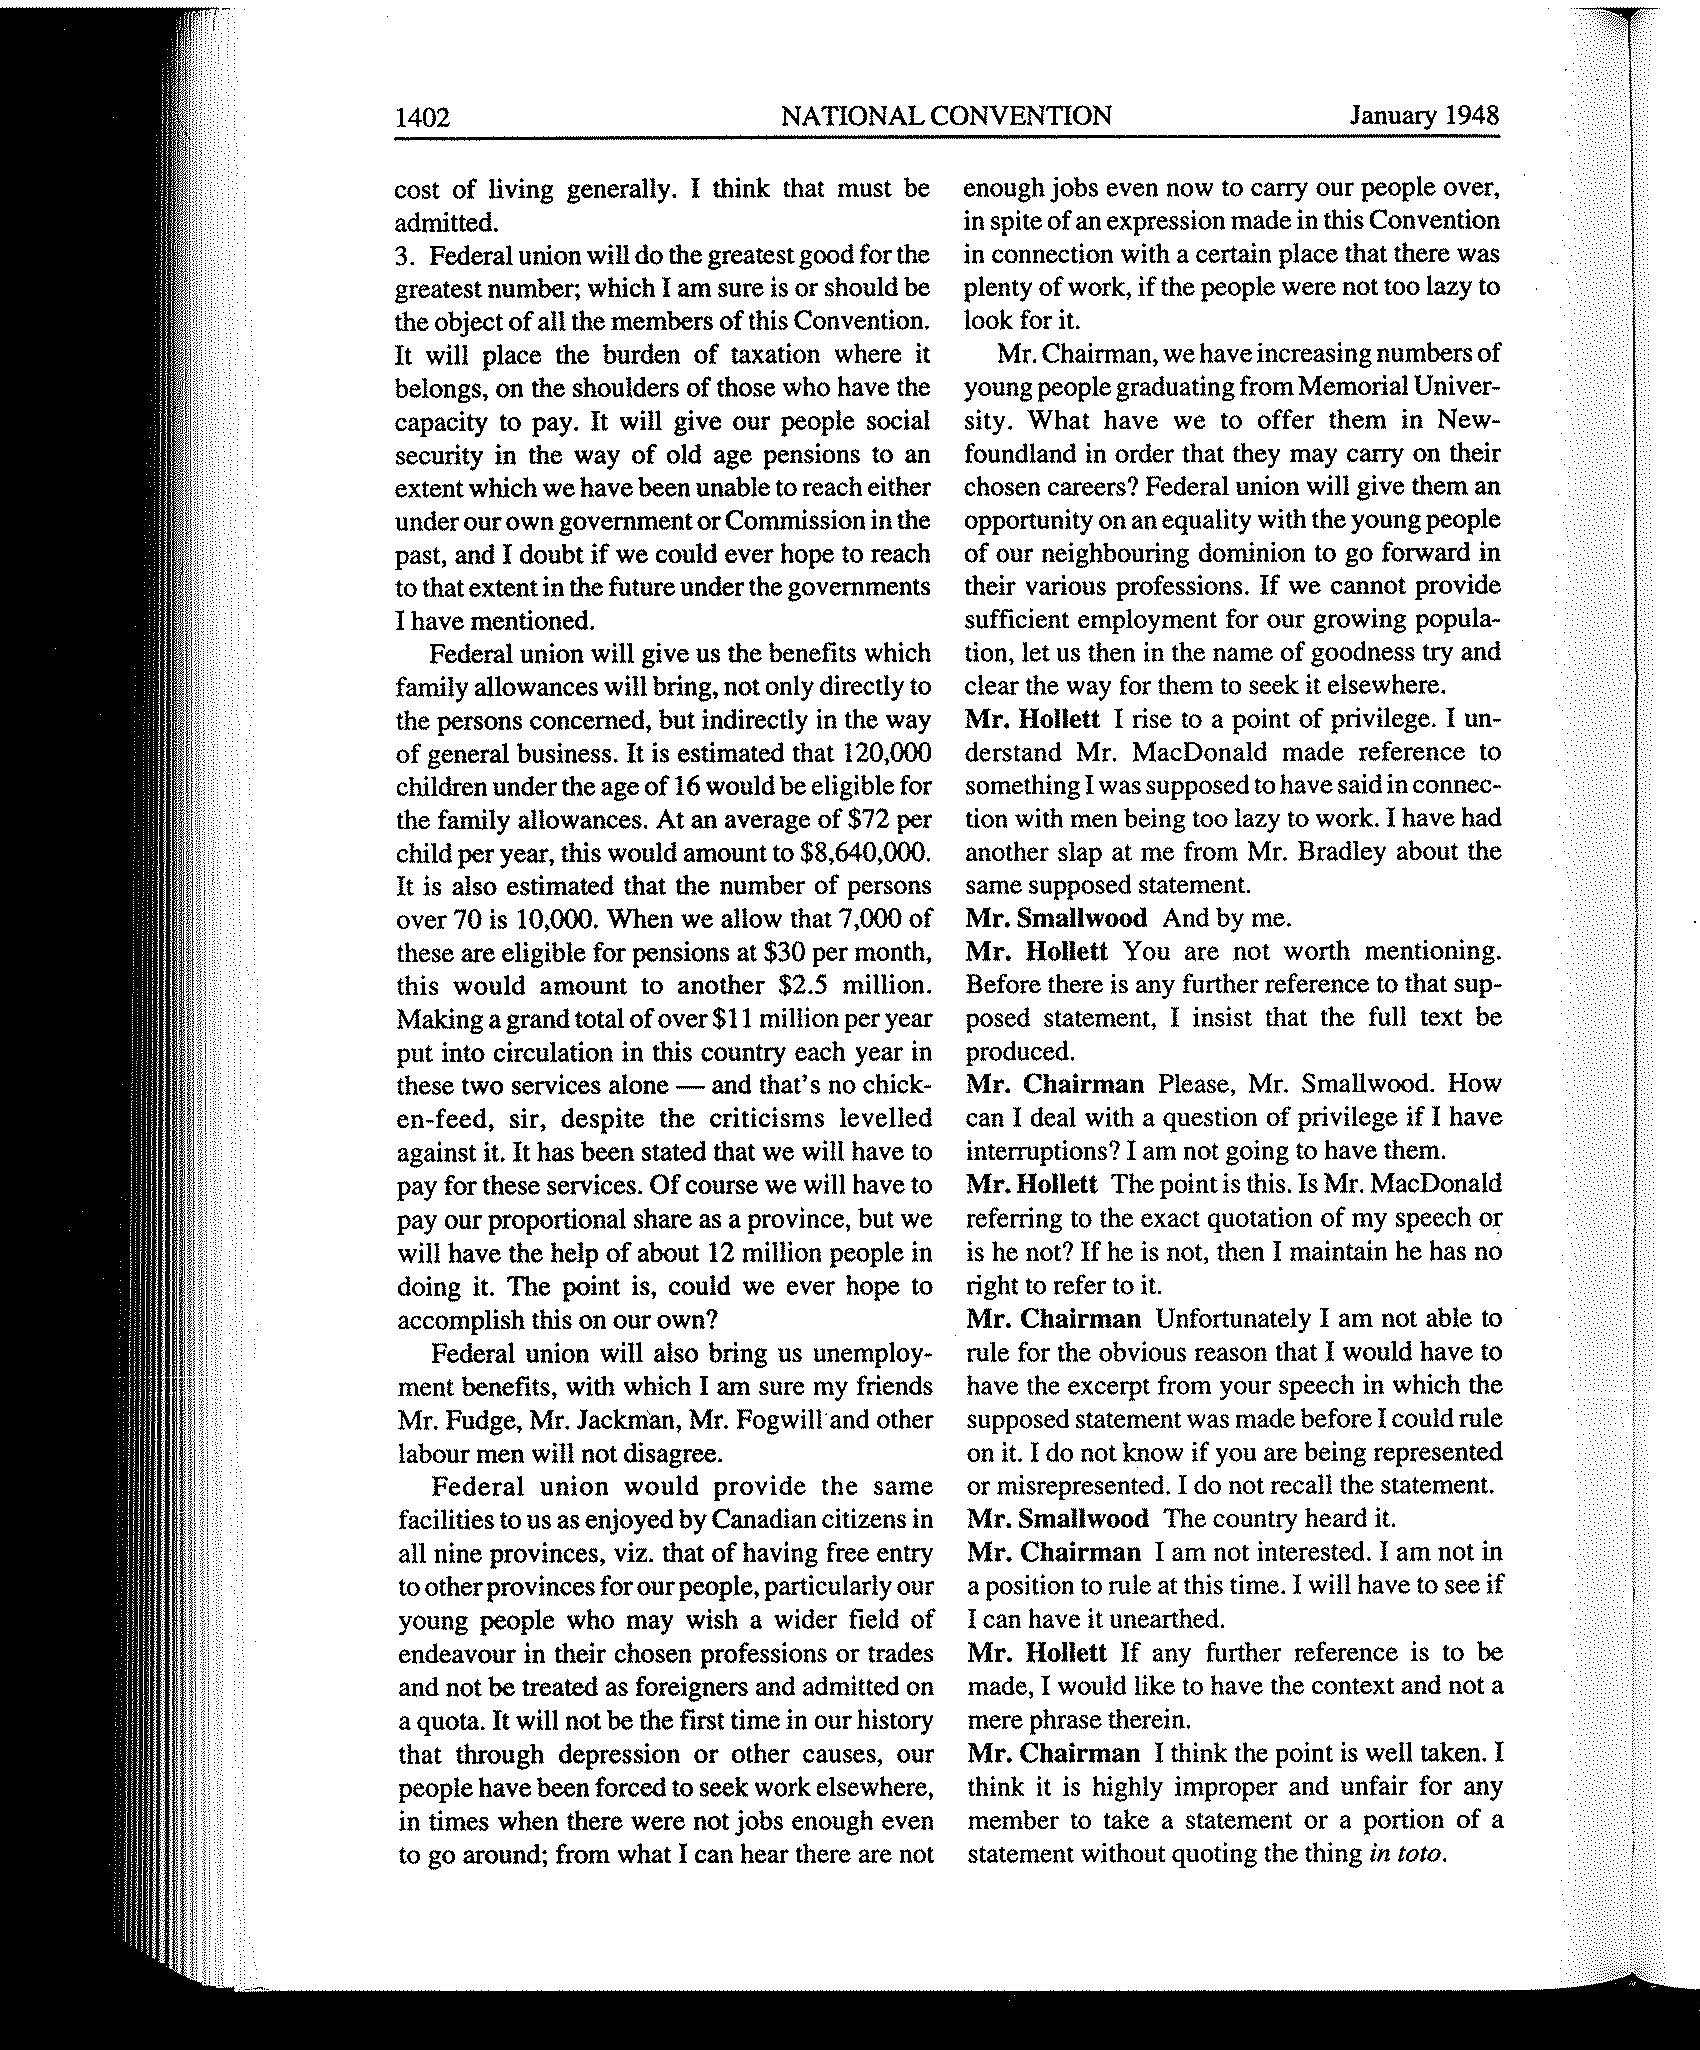 1402 NATIONAL CONVENTION January 1948
cost of living generally. I think that must be
admitted.
3. Federal union will do the greatest good for the
greatest number; which I am sure is or should be
the object of all the members of this Convention.
It will place the burden of taxation where it
belongs, on the shoulders of those who have the
capacity to pay. It will give our people social
security in the way of old age pensions to an
extent which we have been unable to reach either
under our own government or Commission in the
past, and I doubt if we could ever hope to reach
to that extent in the future under the governments
I have mentioned.
Federal union will give us the benefits which
family allowances will bring, not only directly to
the persons concerned, but indirectly in the way
of general business. It is estimated that 120,000
children under the age of 16 would be eligible for
the family allowances. At an average of $72 per
child per year, this would amount to $8,640,000.
It is also estimated that the number of persons
over 70 is 10,000. When we allow that 7,000 of
these are eligible for pensions at $30 per month,
this would amount to another $2.5 million.
Making a grand total of over $11 million per year
put into circulation in this country each year in
these two services alone — and that's no chick-
en-feed, sir, despite the criticisms levelled
against it. It has been stated that we will have to
pay for these services. Of course we will have to
pay our proportional share as a province, but we
will have the help of about 12 million people in
doing it. The point is, could we ever hope to
accomplish this on our own?
Federal union will also bring us unemploy-
ment benefits, with which I am sure my friends
Mr. Fudge, Mr. Jackman, Mr. Fogwill and other
labour men will not disagree.
Federal union would provide the same
facilities to us as enjoyed by Canadian citizens in
all nine provinces, viz. that of having free entry
to other provinces for our people, particularly our
young people who may wish a wider field of
endeavour in their chosen professions or trades
and not be treated as foreigners and admitted on
a quota. It will not be the first time in our history
that through depression or other causes, our
people have been forced to seek work elsewhere,
in times when there were not jobs enough even
to go around; from what I can hear there are not
enough jobs even now to carry our people over,
in spite of an expression made in this Convention
in connection with a certain place that there was
plenty of work, if the people were not too lazy to
look for it.
Mr. Chairman, we have increasing numbers of
young people graduating from Memorial Univer-
sity. What have we to offer them in New-
foundland in order that they may carry on their
chosen careers? Federal union will give them an
opportunity on an equality with the young people
of our neighbouring dominion to go forward in
their various professions. If we cannot provide
sufficient employment for our growing popula-
tion, let us then in the name of goodness try and
clear the way for them to seek it elsewhere.
Mr. Hollett I rise to a point of privilege. I un-
derstand Mr. MacDonald made reference to
something I was supposed to have said in connec-
tion with men being too lazy to work. I have had
another slap at me from Mr. Bradley about the
same supposed statement.
Mr. Smallwood And by me.
Mr. Hollett You are not worth mentioning.
Before there is any further reference to that sup-
posed statement, I insist that the full text be
produced.
Mr. Chairman Please, Mr. Smallwood. How
can I deal with a question of privilege if I have
interruptions? I am not going to have them.
Mr. Hollett The point is this. Is Mr. MacDonald
referring to the exact quotation of my speech or
is he not? If he is not, then I maintain he has no
right to refer to it.
Mr. Chairman Unfortunately I am not able to
rule for the obvious reason that I would have to
have the excerpt from your speech in which the
supposed statement was made before I could rule
on it. I do not know if you are being represented
or misrepresented. I do not recall the statement.
Mr. Smallwood The country heard it.
Mr. Chairman I am not interested. I am not in
a position to rule at this time. I will have to see if
I can have it unearthed.
Mr. Hollett If any further reference is to be
made, I would like to have the context and not a
mere phrase therein.
Mr. Chairman I think the point is well taken. I
think it is highly improper and unfair for any
member to take a statement or a portion of a
statement without quoting the thing in toto.